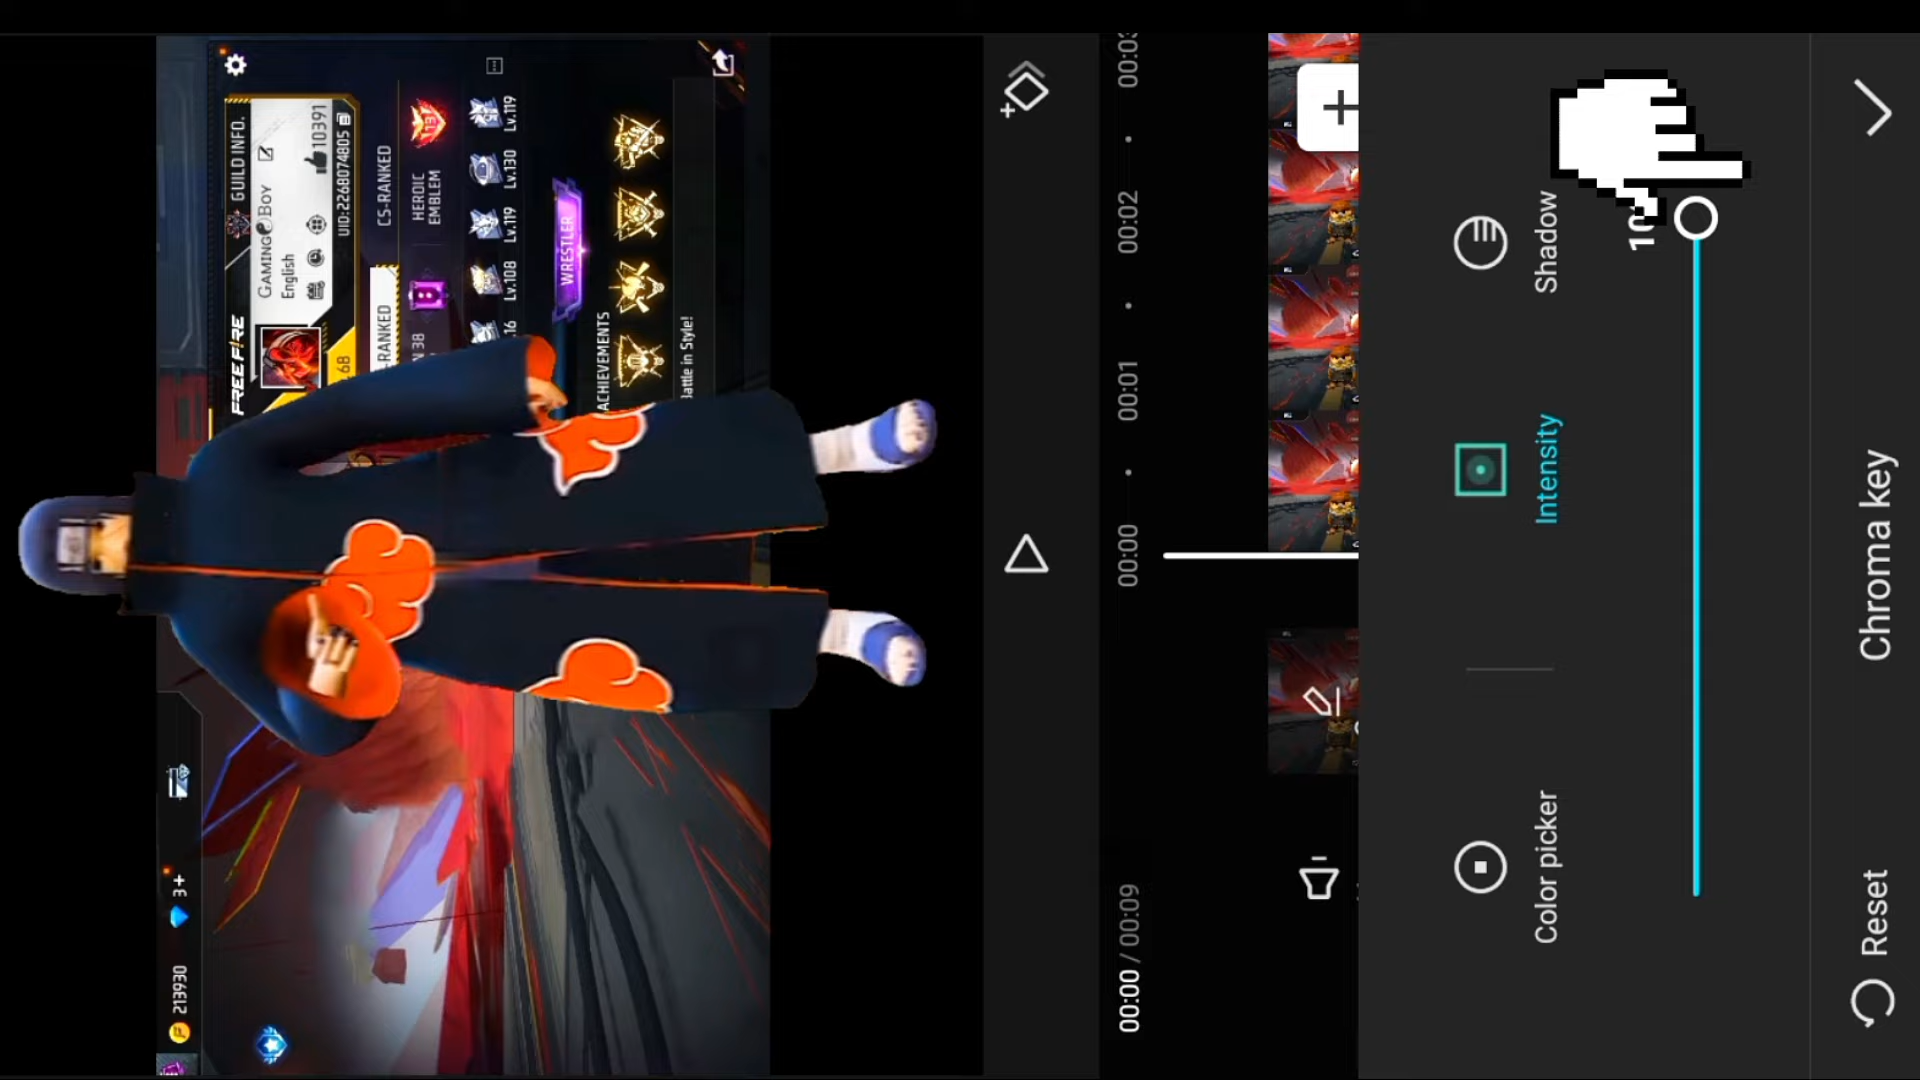 FREE FIRE
GUILD INFO.
GAMING BOY
English
10391
UID:2268074805
RANKED
CS-RANKED
HEROIC
EMBLEM
Lv.108
Lv.119
Lv.130
Lv.119
WRESTLER
ACHIEVEMENTS
Battle in Style!
213930
3 +
00:00 / 00:09
00:00
00:01
00:02
Color picker
Intensity
Shadow
Reset
Chroma key